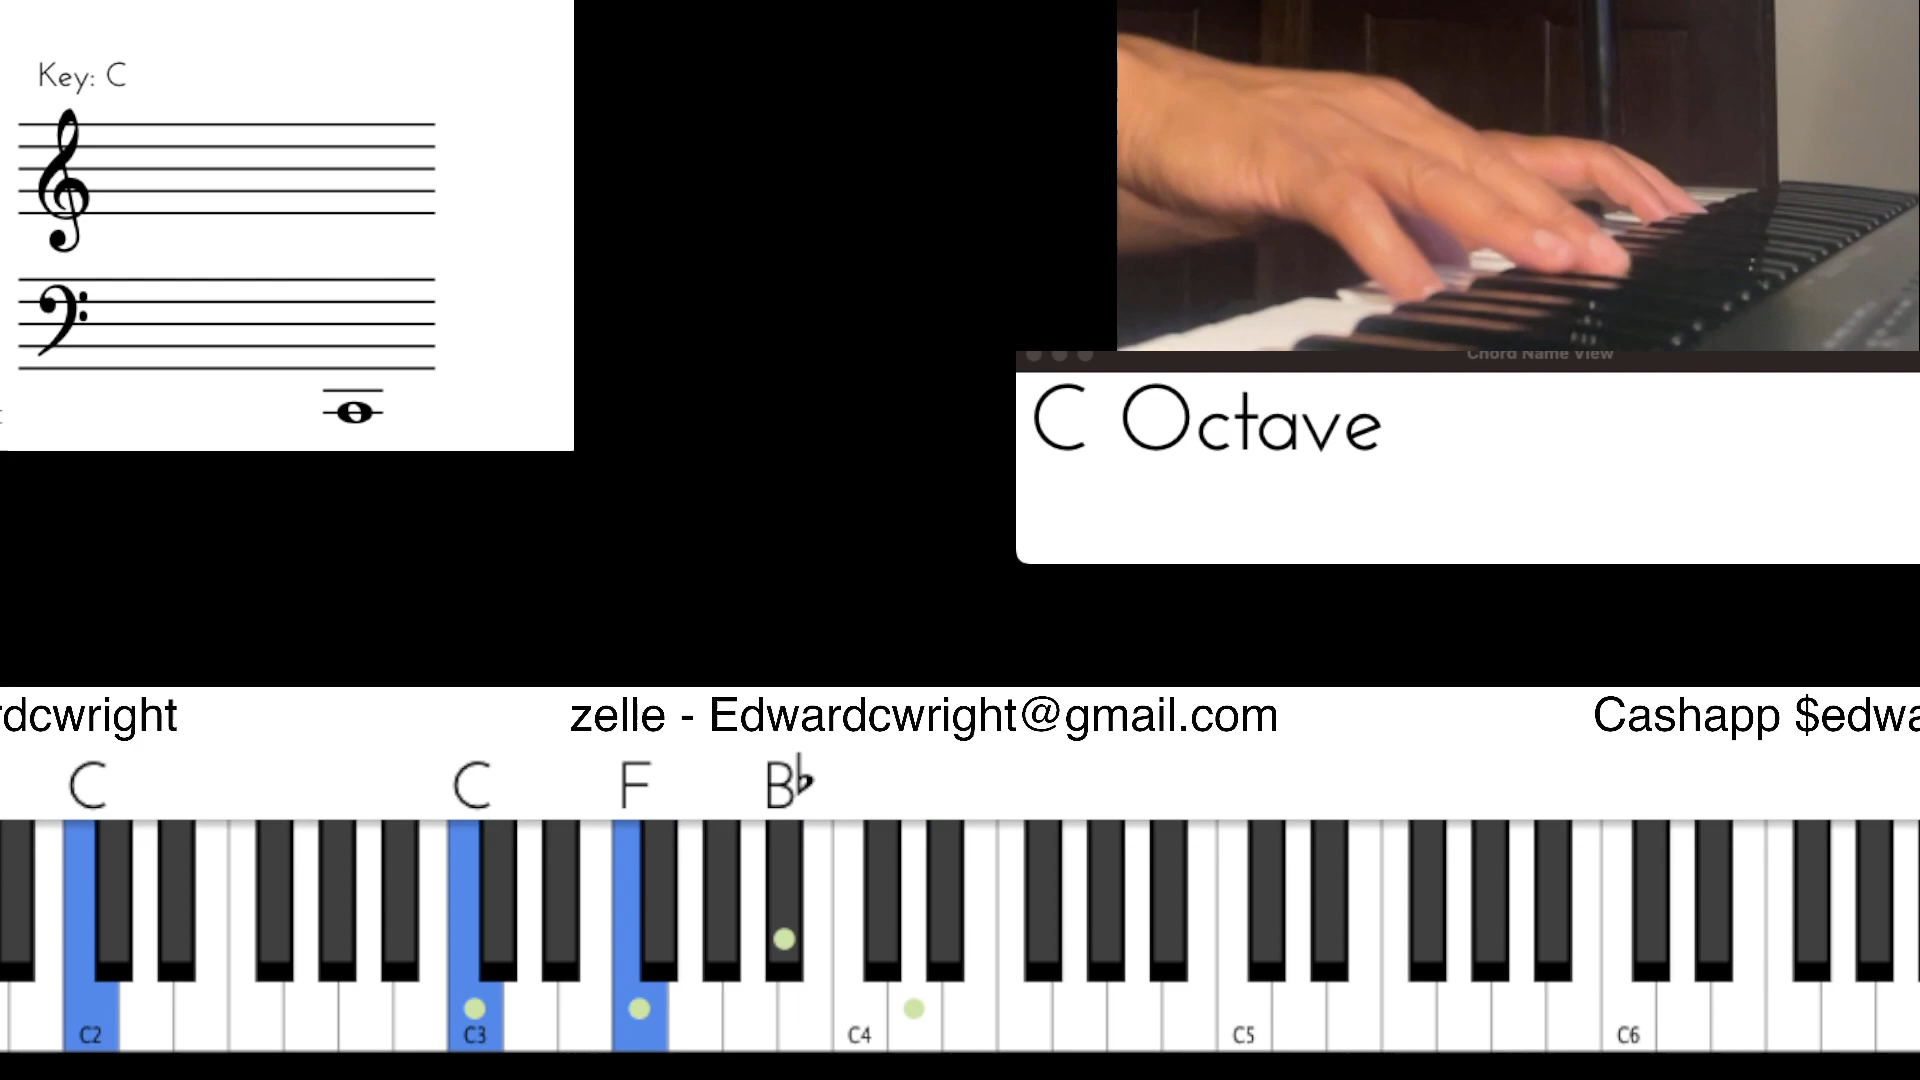 Key: C
Chord Name View
C Octave
rdcwright
zelle - Edwardcwright@gmail.com
Cashapp $edwa
C
C
F
B♭
C2
C3
C4
C5
C6